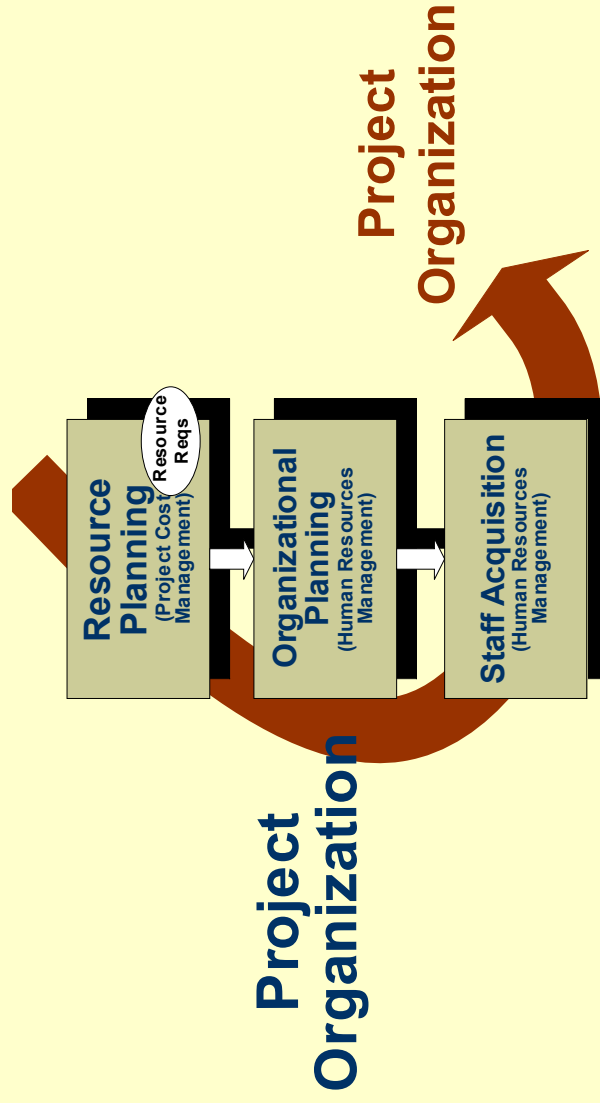 Project
Organization
Resource
Planning
(Project Cost
Management)
Resource
Reqs
Organizational
Planning
(Human Resources
Management)
Staff Acquisition
(Human Resources
Management)
Project
Organization